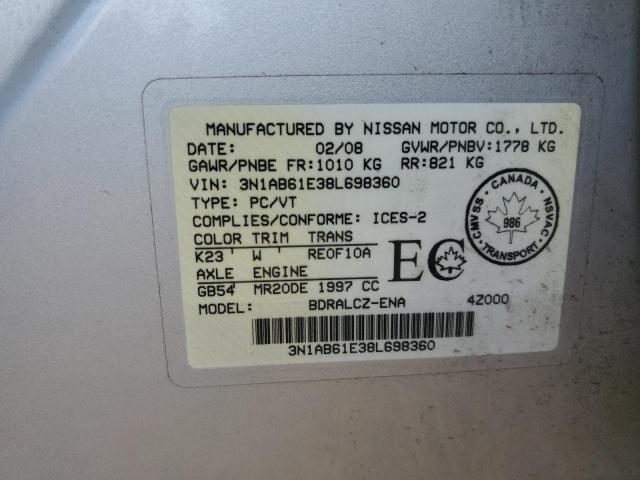 MANUFACTURED BY NISSAN MOTOR CO., LTD.
DATE: 02/08 GVWR/PNBV:1778 KG
GAWR/PNBE FR:1010 KG RR:821 KG
VIN: 3N1AB61E38L698360
TYPE: PC/VT
COMPLIES/CONFORME: ICES-2
COLOR TRIM TRANS
K23 W RE0F10A
AXLE ENGINE
GB54 MR20DE 1997 CC
MODEL: BDRALCZ-ENA 4Z000
3N1AB61E38L698360
EC
CANADA
CMVSS
986
NSVAC
TRANSPORT